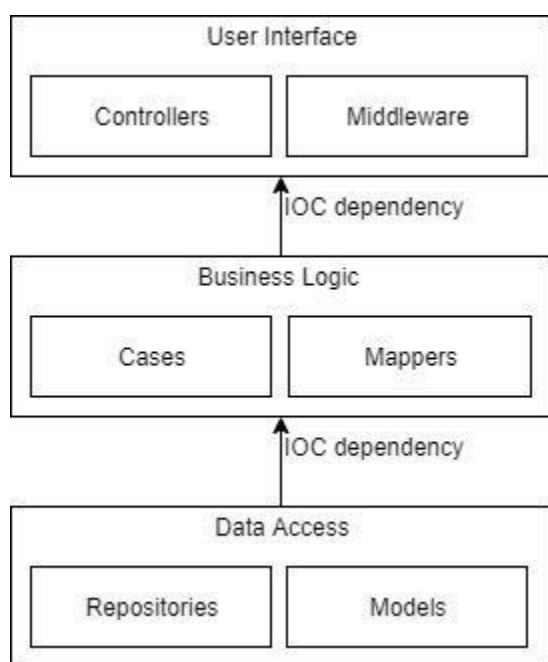 User Interface
Controllers
Middleware
IOC dependency
Business Logic
Cases
Mappers
IOC dependency
Data Access
Repositories
Models